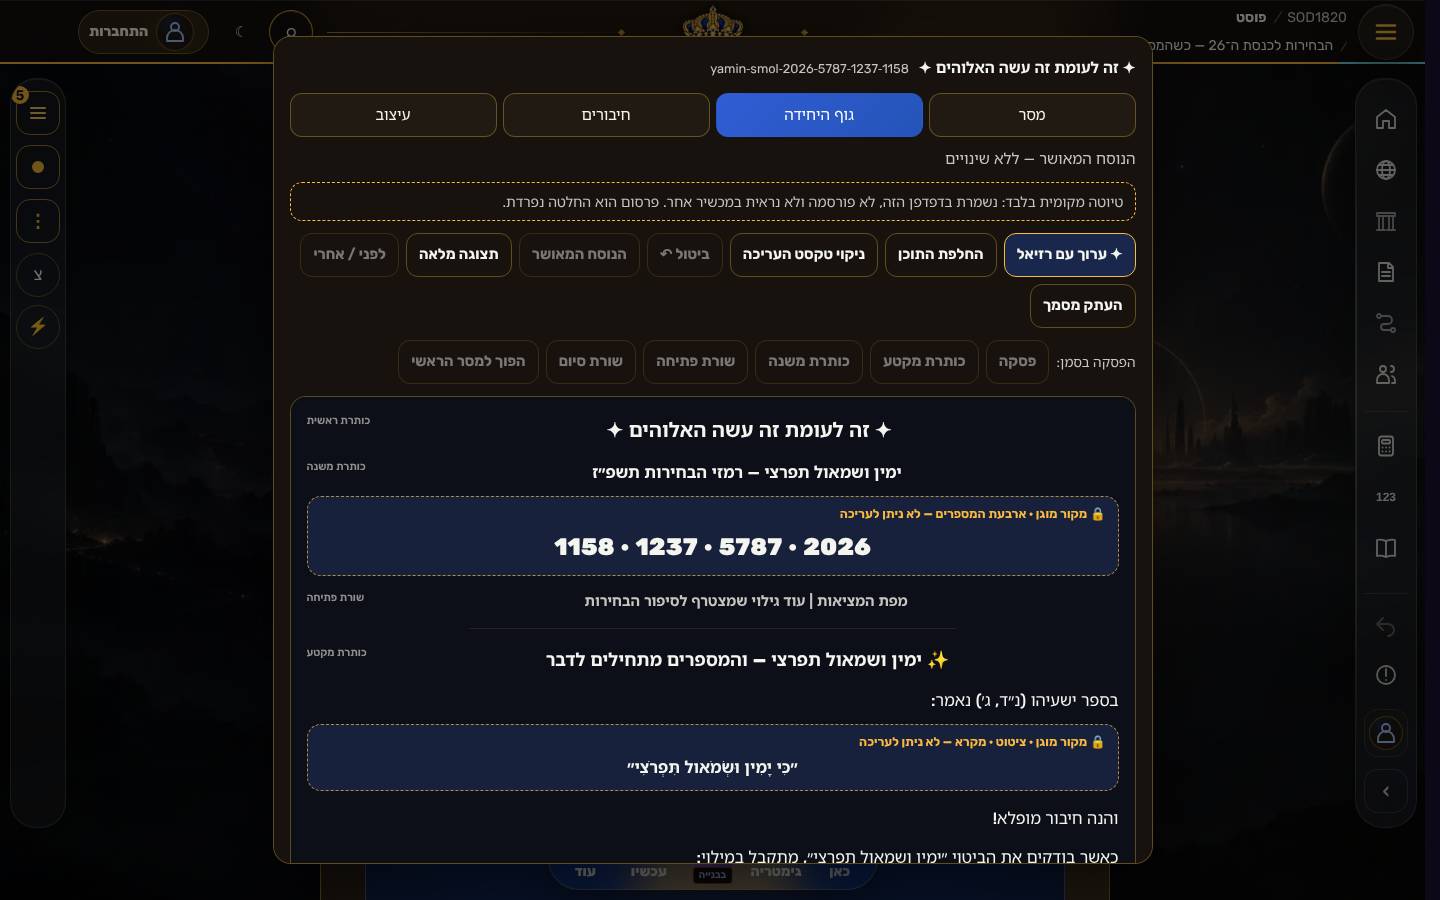 SOD1820 / פוסט
/ הבחירות לכנסת ה־26 – כשהמס
התחברות
✦ זה לעומת זה עשה האלוהים ✦ yamin-smol-2026-5787-1237-1158
מסר
גוף היחידה
חיבורים
עיצוב
הנוסח המאושר – ללא שינויים
טיוטה מקומית בלבד: נשמרת בדפדפן הזה, לא פורסמה ולא נראית במכשיר אחר. פרסום הוא החלטה נפרדת.
✦ ערוך עם רזיאל
החלפת התוכן
ניקוי טקסט העריכה
ביטול ↶
הנוסח המאושר
תצוגה מלאה
לפני / אחרי
העתק מסמך
הפסקה בסמן:
פסקה
כותרת מקטע
כותרת משנה
שורת פתיחה
שורת סיום
הפוך למסר הראשי
✦ זה לעומת זה עשה האלוהים ✦
כותרת ראשית
ימין ושמאול תפרצי – רמזי הבחירות תשפ״ז
כותרת משנה
🔒 מקור מוגן • ארבעת המספרים – לא ניתן לעריכה
2026 • 5787 • 1237 • 1158
מפת המציאות | עוד גילוי שמצטרף לסיפור הבחירות
שורת פתיחה
✨ ימין ושמאול תפרצי – והמספרים מתחילים לדבר
כותרת מקטע
בספר ישעיהו (נ״ד, ג׳) נאמר:
🔒 מקור מוגן • ציטוט • מקרא – לא ניתן לעריכה
״כִּי יָמִין וּשְׂמֹאול תִּפְרֹצִי״
והנה חיבור מופלא!
כאשר בודקים את הביטוי ״ימין ושמאול תפרצי״, מתקבל במילוי:
5
צ
123
כאן
גימטריה
בבנייה
עכשיו
עוד